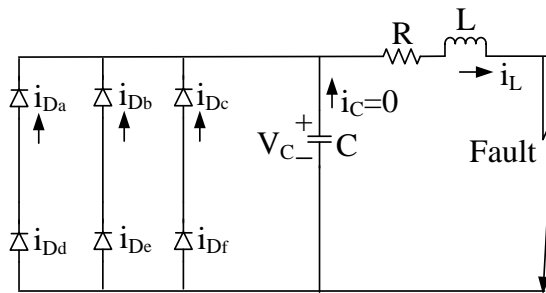 R
L
i_Da
i_Db
i_Dc
i_C=0
i_L
+
V_C
−
C
Fault
i_Dd
i_De
i_Df